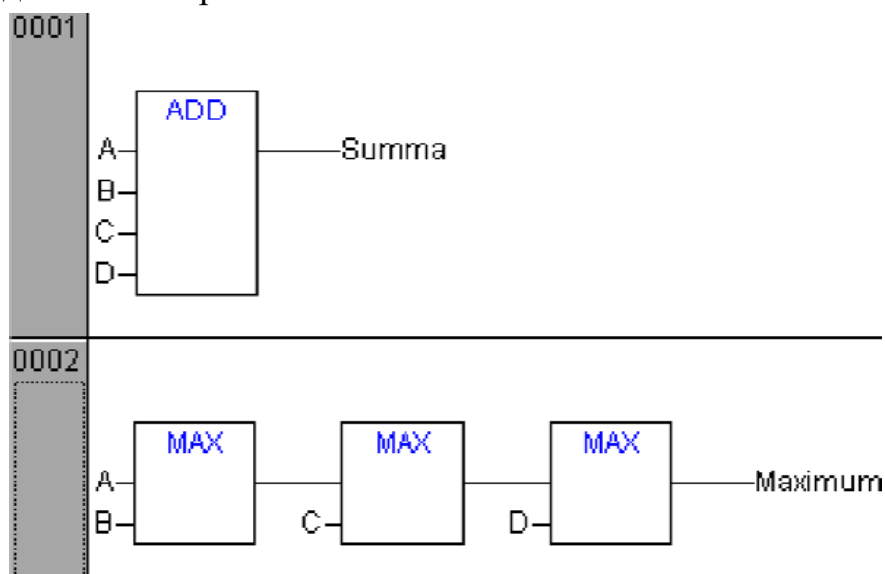 0001
ADD
A
Summa
B
C
D
0002
MAX MAX MAX
A
Maximum
B C D